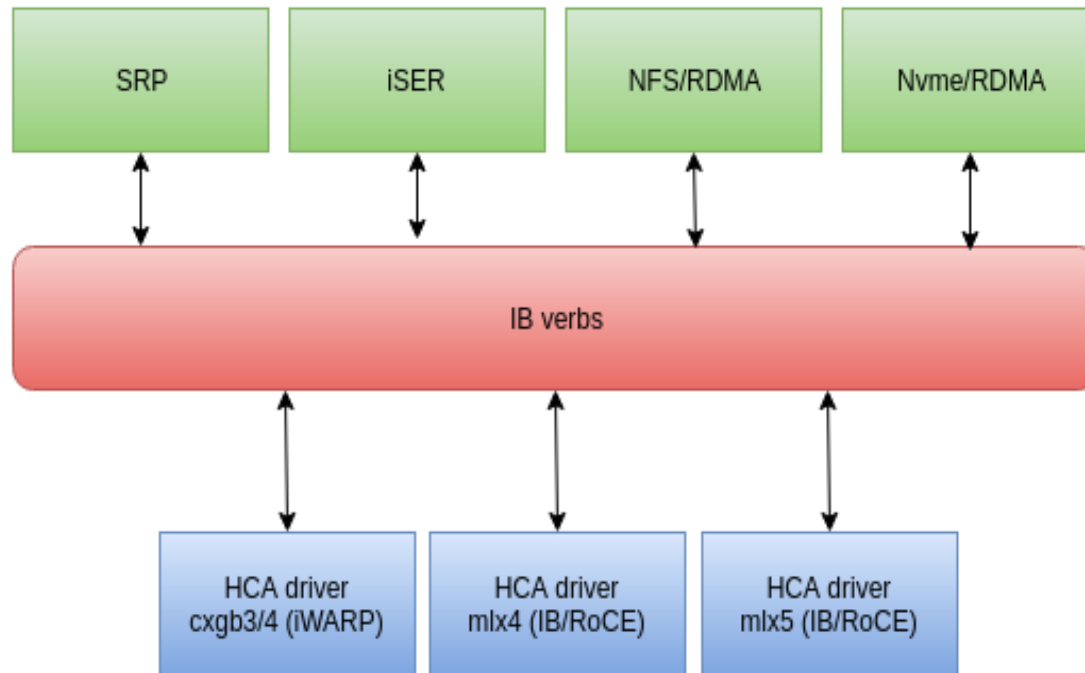 SRP
iSER
NFS/RDMA
Nvme/RDMA
IB verbs
HCA driver
cxgb3/4 (iWARP)
HCA driver
mlx4 (IB/RoCE)
HCA driver
mlx5 (IB/RoCE)